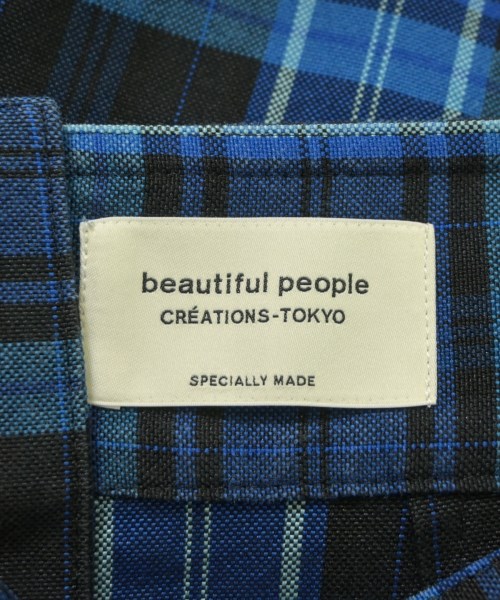 beautiful people
CRÉATIONS-TOKYO
SPECIALLY MADE